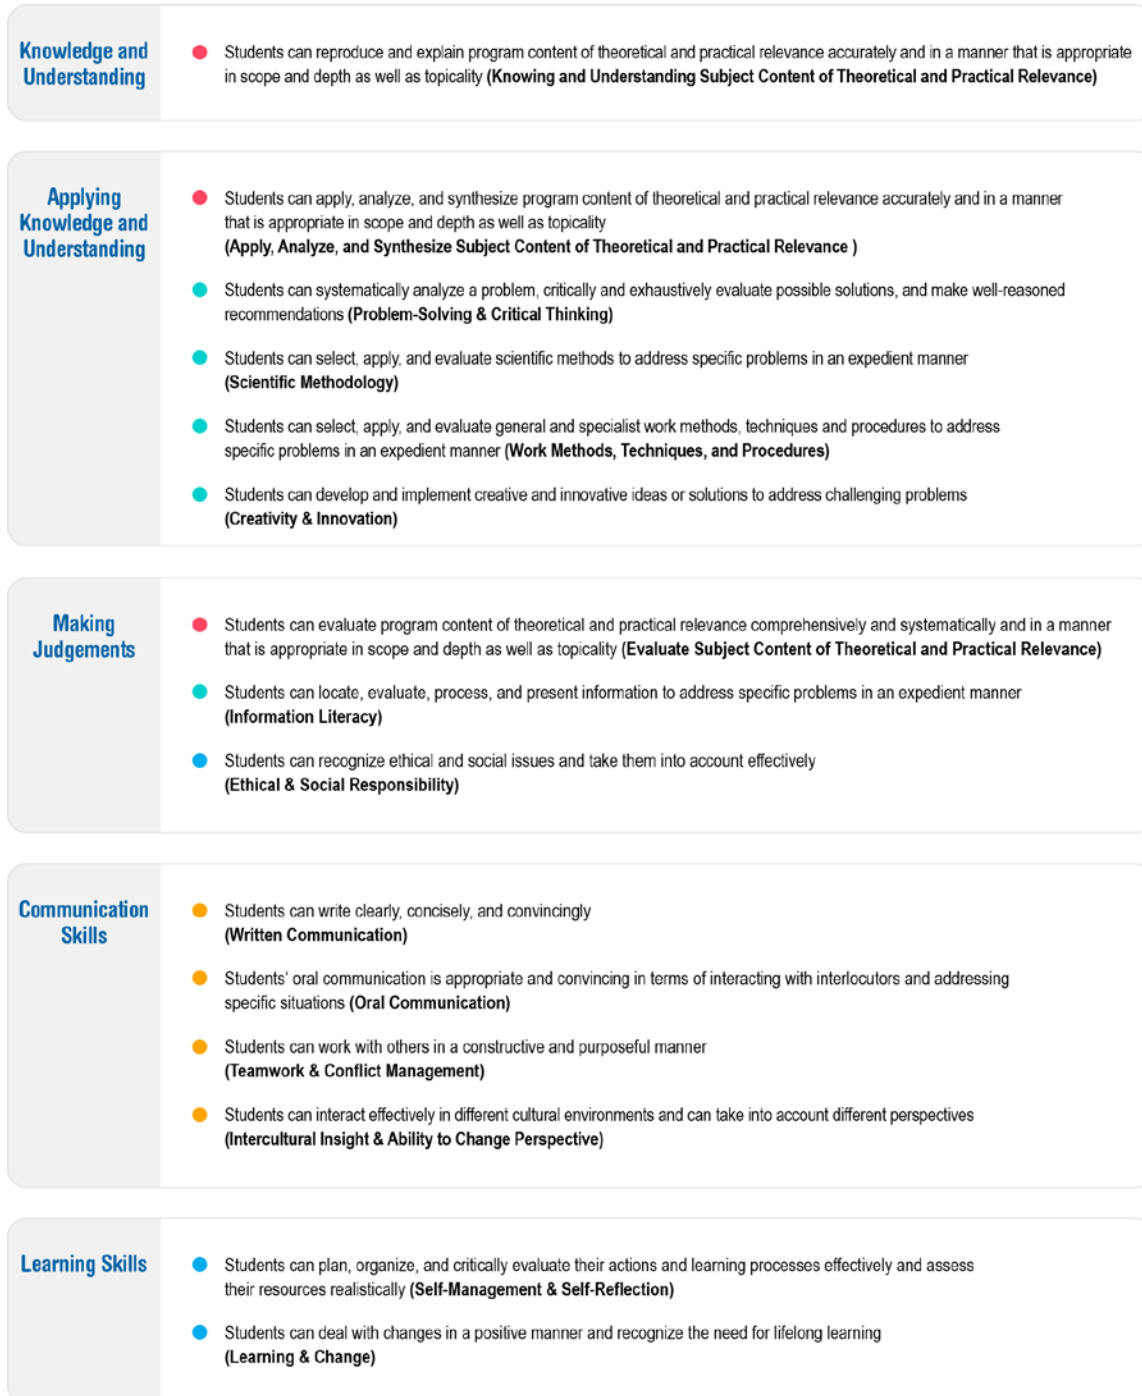 Knowledge and
Understanding
Students can reproduce and explain program content of theoretical and practical relevance accurately and in a manner that is appropriate
in scope and depth as well as topicality (Knowing and Understanding Subject Content of Theoretical and Practical Relevance)
Applying
Knowledge and
Understanding
Students can apply, analyze, and synthesize program content of theoretical and practical relevance accurately and in a manner
that is appropriate in scope and depth as well as topicality
(Apply, Analyze, and Synthesize Subject Content of Theoretical and Practical Relevance )
Students can systematically analyze a problem, critically and exhaustively evaluate possible solutions, and make well-reasoned
recommendations (Problem-Solving & Critical Thinking)
Students can select, apply, and evaluate scientific methods to address specific problems in an expedient manner
(Scientific Methodology)
Students can select, apply, and evaluate general and specialist work methods, techniques and procedures to address
specific problems in an expedient manner (Work Methods, Techniques, and Procedures)
Students can develop and implement creative and innovative ideas or solutions to address challenging problems
(Creativity & Innovation)
Making
Judgements
Students can evaluate program content of theoretical and practical relevance comprehensively and systematically and in a manner
that is appropriate in scope and depth as well as topicality (Evaluate Subject Content of Theoretical and Practical Relevance)
Students can locate, evaluate, process, and present information to address specific problems in an expedient manner
(Information Literacy)
Students can recognize ethical and social issues and take them into account effectively
(Ethical & Social Responsibility)
Communication
Skills
Students can write clearly, concisely, and convincingly
(Written Communication)
Students‘ oral communication is appropriate and convincing in terms of interacting with interlocutors and addressing
specific situations (Oral Communication)
Students can work with others in a constructive and purposeful manner
(Teamwork & Conflict Management)
Students can interact effectively in different cultural environments and can take into account different perspectives
(Intercultural Insight & Ability to Change Perspective)
Learning Skills
Students can plan, organize, and critically evaluate their actions and learning processes effectively and assess
their resources realistically (Self-Management & Self-Reflection)
Students can deal with changes in a positive manner and recognize the need for lifelong learning
(Learning & Change)